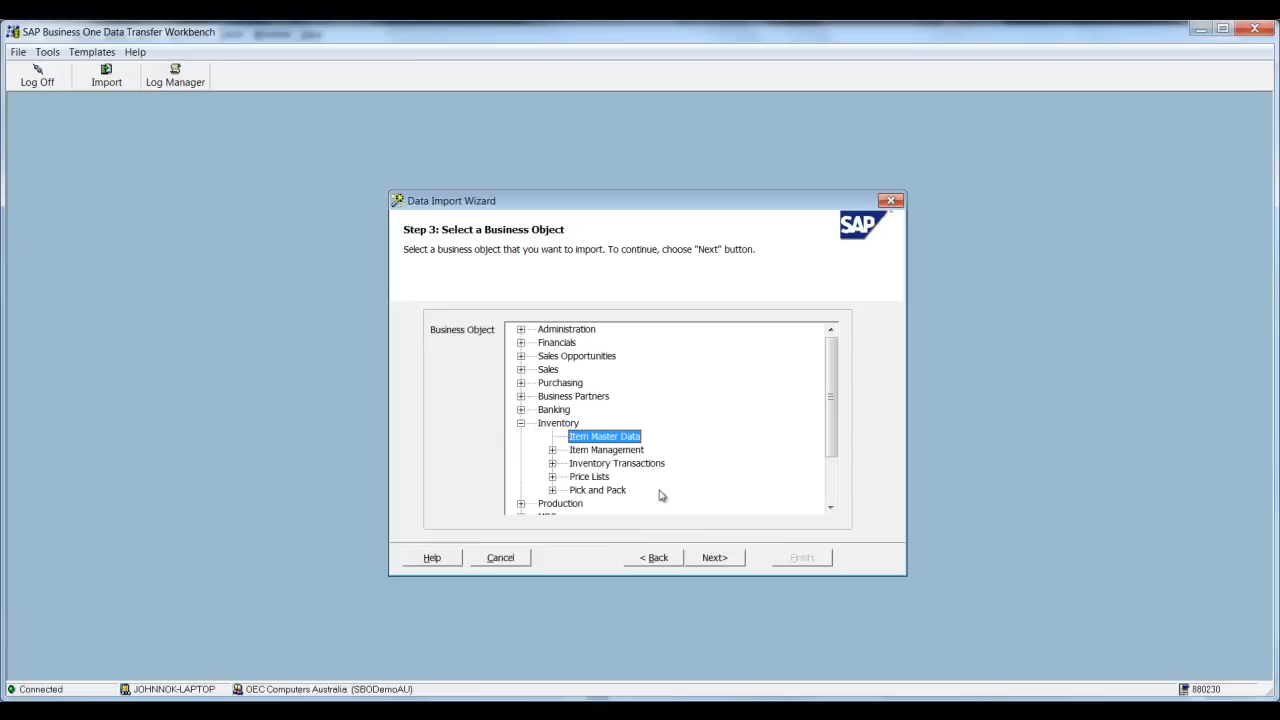 SAP Business One Data Transfer Workbench
File Tools Templates Help
Log Off Import Log Manager
Data Import Wizard
SAP
Step 3: Select a Business Object
Select a business object that you want to import. To continue, choose "Next" button.
Business Object
Administration
Financials
Sales Opportunities
Sales
Purchasing
Business Partners
Banking
Inventory
Item Master Data
Item Management
Inventory Transactions
Price Lists
Pick and Pack
Production
Help Cancel < Back Next> Finish
Connected JOHNNOK-LAPTOP OEC Computers Australia (SBODemoAU) 880230